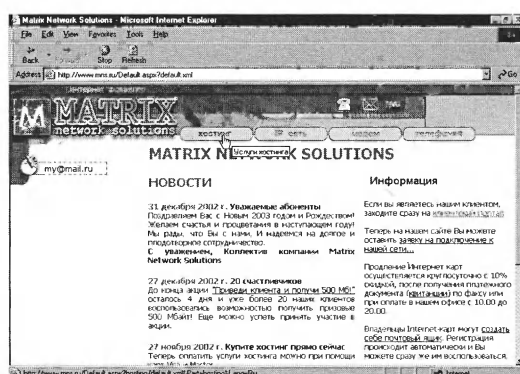 Matrix Network Solutions - Microsoft Internet Explorer
File Edit View Favorites Tools Help
Back Stop Refresh
Address http://www.mns.ru/Default.aspx?default.xml Go
MATRIX
network solutions
хостинг IP сеть модем телефония
Услуги хостинга
my@mail.ru
MATRIX NETWORK SOLUTIONS
НОВОСТИ
31 декабря 2002 г. Уважаемые абоненты
Поздравляем Вас с Новым 2003 годом и Рождеством!
Желаем счастья и процветания в наступающем году!
Мы рады, что Вы с нами. И надеемся на долгое и
плодотворное сотрудничество.
С уважением, Коллектив компании Matrix
Network Solutions
27 декабря 2002 г. 20 счастливчиков
До конца акции "Приведи клиента и получи 500 Мб!"
осталось 4 дня и уже более 20 наших клиентов
воспользовались возможностью получить призовые
500 Мбайт! Еще можно успеть принять участие в
акции.
27 ноября 2002 г. Купите хостинг прямо сейчас
Теперь оплатить услуги хостинга можно при помощи
Информация
Если вы являетесь нашим клиентом,
заходите сразу на
Теперь на нашем сайте Вы можете
оставить заявку на подключение к
нашей сети...
Продление Интернет карт
осуществляется круглосуточно с 10%
скидкой, после получения платежного
документа (квитанции) по факсу или
при оплате в нашем офисе с 10.00 до
20.00.
Владельцы Internet-карт могут создать
себе почтовый ящик. Регистрация
происходит автоматически и Вы
можете сразу же им воспользоваться.
Internet